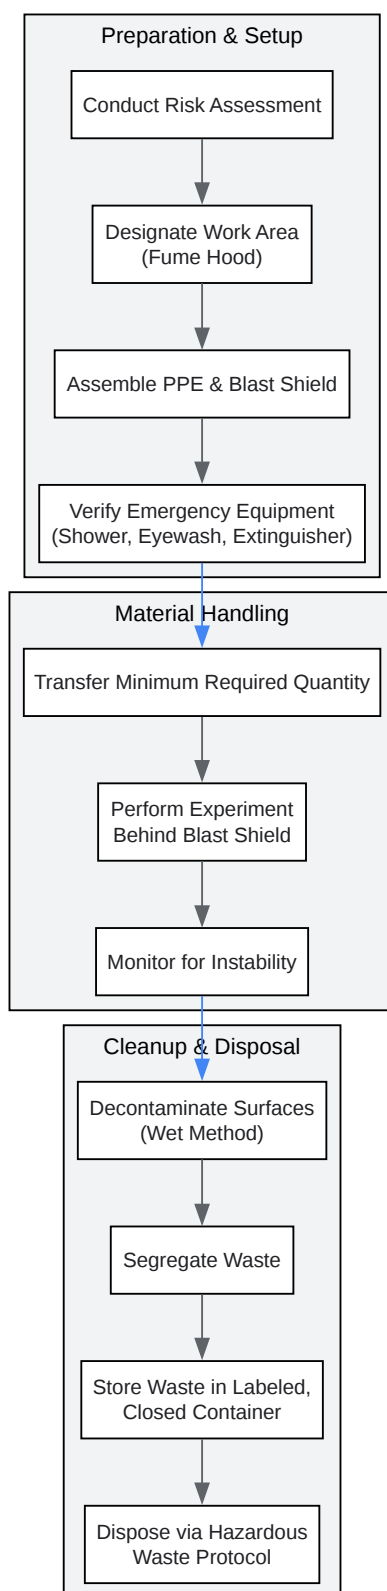 Preparation & Setup
Conduct Risk Assessment
Designate Work Area
(Fume Hood)
Assemble PPE & Blast Shield
Verify Emergency Equipment
(Shower, Eyewash, Extinguisher)
Material Handling
Transfer Minimum Required Quantity
Perform Experiment
Behind Blast Shield
Monitor for Instability
Cleanup & Disposal
Decontaminate Surfaces
(Wet Method)
Segregate Waste
Store Waste in Labeled,
Closed Container
Dispose via Hazardous
Waste Protocol